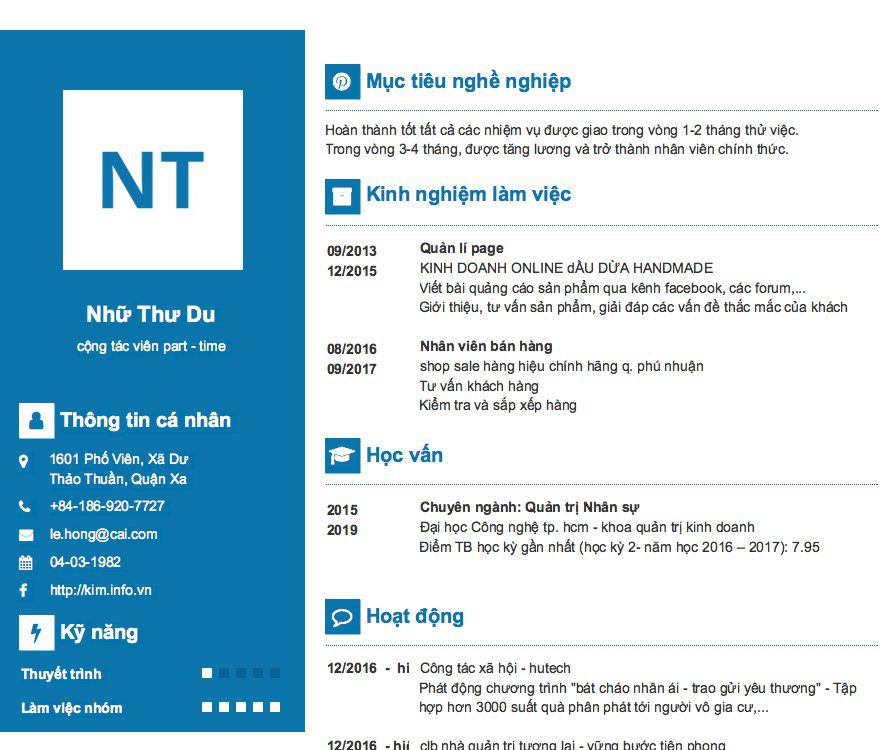 NT
Nhữ Thư Du
cộng tác viên part - time
Thông tin cá nhân
1601 Phố Viên, Xã Dư
Thảo Thuần, Quận Xa
+84-186-920-7727
le.hong@cai.com
04-03-1982
http://kim.info.vn
Kỹ năng
Thuyết trình
Làm việc nhóm
Mục tiêu nghề nghiệp
Hoàn thành tốt tất cả các nhiệm vụ được giao trong vòng 1-2 tháng thử việc.
Trong vòng 3-4 tháng, được tăng lương và trở thành nhân viên chính thức.
Kinh nghiệm làm việc
09/2013 Quản lí page
12/2015 KINH DOANH ONLINE dẦU DỪA HANDMADE
Viết bài quảng cáo sản phẩm qua kênh facebook, các forum,...
Giới thiệu, tư vấn sản phẩm, giải đáp các vấn đề thắc mắc của khách
08/2016 Nhân viên bán hàng
09/2017 shop sale hàng hiệu chính hãng q. phú nhuận
Tư vấn khách hàng
Kiểm tra và sắp xếp hàng
Học vấn
2015 Chuyên ngành: Quản trị Nhân sự
2019 Đại học Công nghệ tp. hcm - khoa quản trị kinh doanh
Điểm TB học kỳ gần nhất (học kỳ 2- năm học 2016 – 2017): 7.95
Hoạt động
12/2016 - hi Công tác xã hội - hutech
Phát động chương trình "bát cháo nhân ái - trao gửi yêu thương" - Tập
hợp hơn 3000 suất quà phân phát tới người vô gia cư,...
12/2016 - hi clb nhà quản trị tương lai - vững bước tiên phong